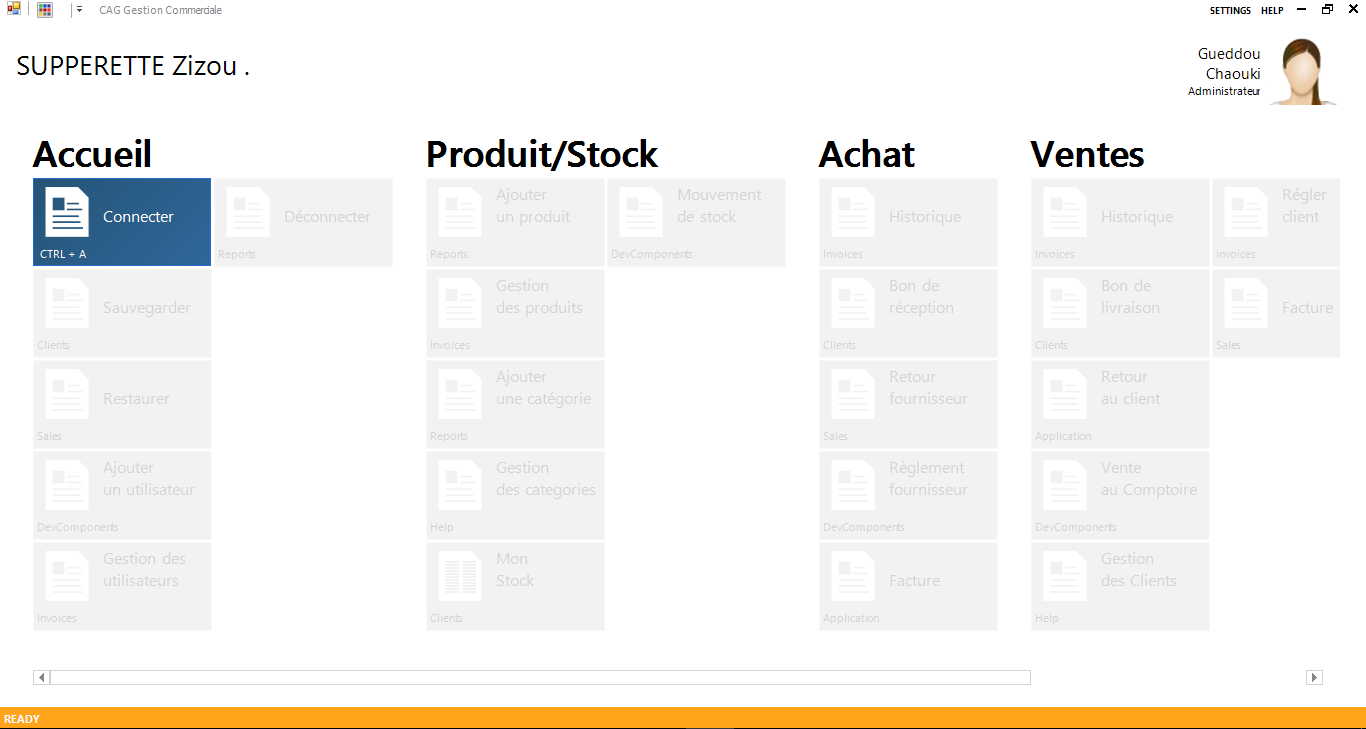 CAG Gestion Commerciale
SETTINGS HELP
SUPPERETTE Zizou .
Gueddou
Chaouki
Administrateur
Accueil
Connecter
CTRL + A
Déconnecter
Reports
Sauvegarder
Clients
Restaurer
Sales
Ajouter
un utilisateur
DevComponents
Gestion des
utilisateurs
Invoices
Produit/Stock
Ajouter
un produit
Reports
Mouvement
de stock
DevComponents
Gestion
des produits
Invoices
Ajouter
une catégorie
Reports
Gestion
des categories
Help
Mon
Stock
Clients
Achat
Historique
Invoices
Bon de
réception
Clients
Retour
fournisseur
Sales
Règlement
fournisseur
DevComponents
Facture
Application
Ventes
Historique
Invoices
Régler
client
Invoices
Bon de
livraison
Clients
Facture
Sales
Retour
au client
Application
Vente
au Comptoire
DevComponents
Gestion
des Clients
Help
READY